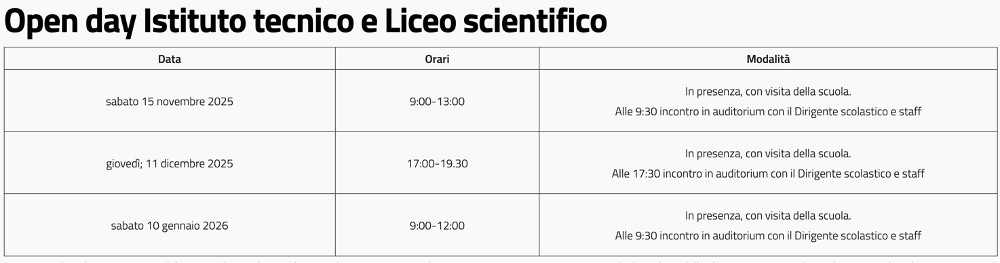 Open day Istituto tecnico e Liceo scientifico
Data Orari Modalità
sabato 15 novembre 2025 9:00-13:00 In presenza, con visita della scuola.
Alle 9:30 incontro in auditorium con il Dirigente scolastico e staff
giovedì; 11 dicembre 2025 17:00-19.30 In presenza, con visita della scuola.
Alle 17:30 incontro in auditorium con il Dirigente scolastico e staff
sabato 10 gennaio 2026 9:00-12:00 In presenza, con visita della scuola.
Alle 9:30 incontro in auditorium con il Dirigente scolastico e staff